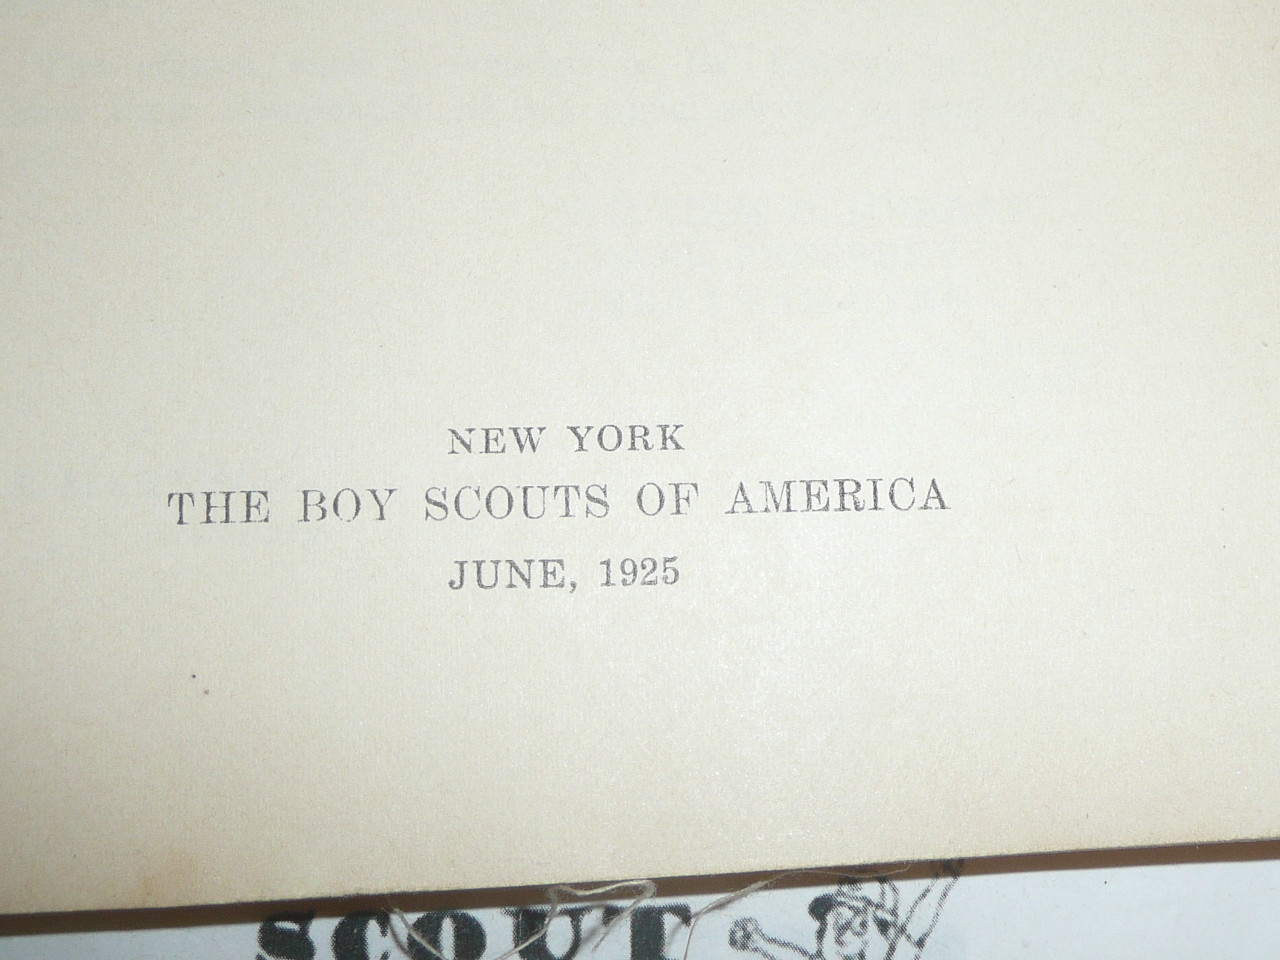 NEW YORK
THE BOY SCOUTS OF AMERICA
JUNE, 1925
SCOUT